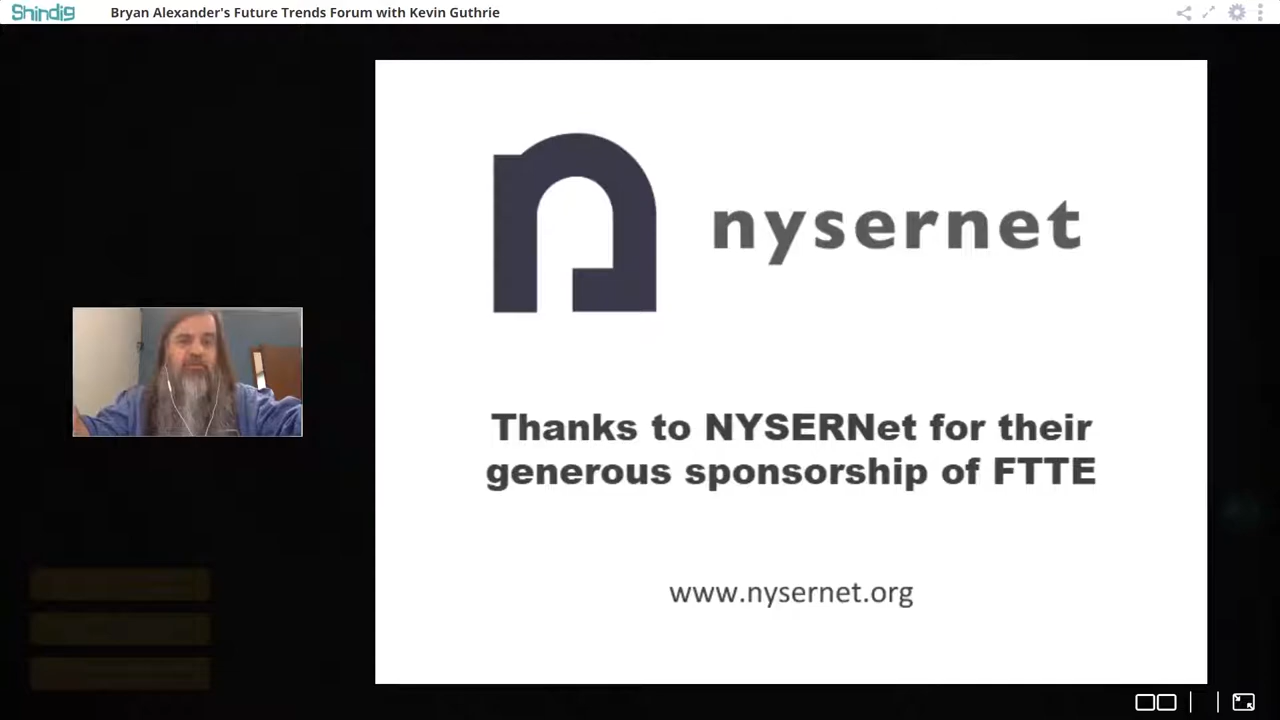 Shindig
Bryan Alexander's Future Trends Forum with Kevin Guthrie
nysernet
Thanks to NYSERNet for their
generous sponsorship of FTTE
www.nysernet.org